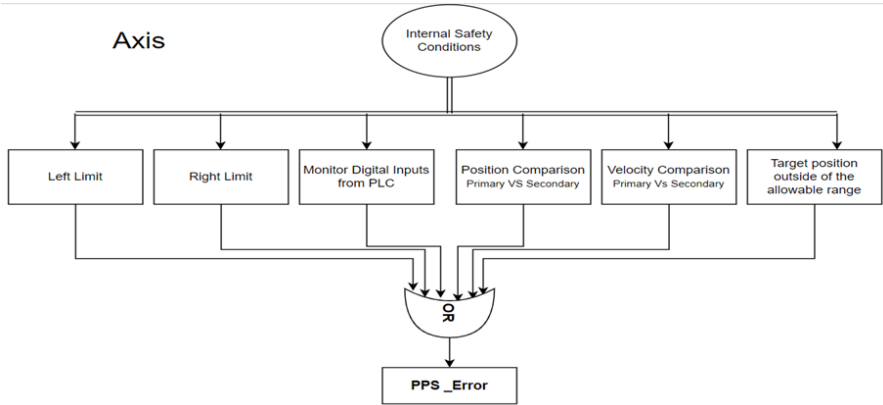 Axis
Internal Safety
Conditions
Left Limit
Right Limit
Monitor Digital Inputs
from PLC
Position Comparison
Primary VS Secondary
Velocity Comparison
Primary Vs Secondary
Target position
outside of the
allowable range
OR
PPS _Error